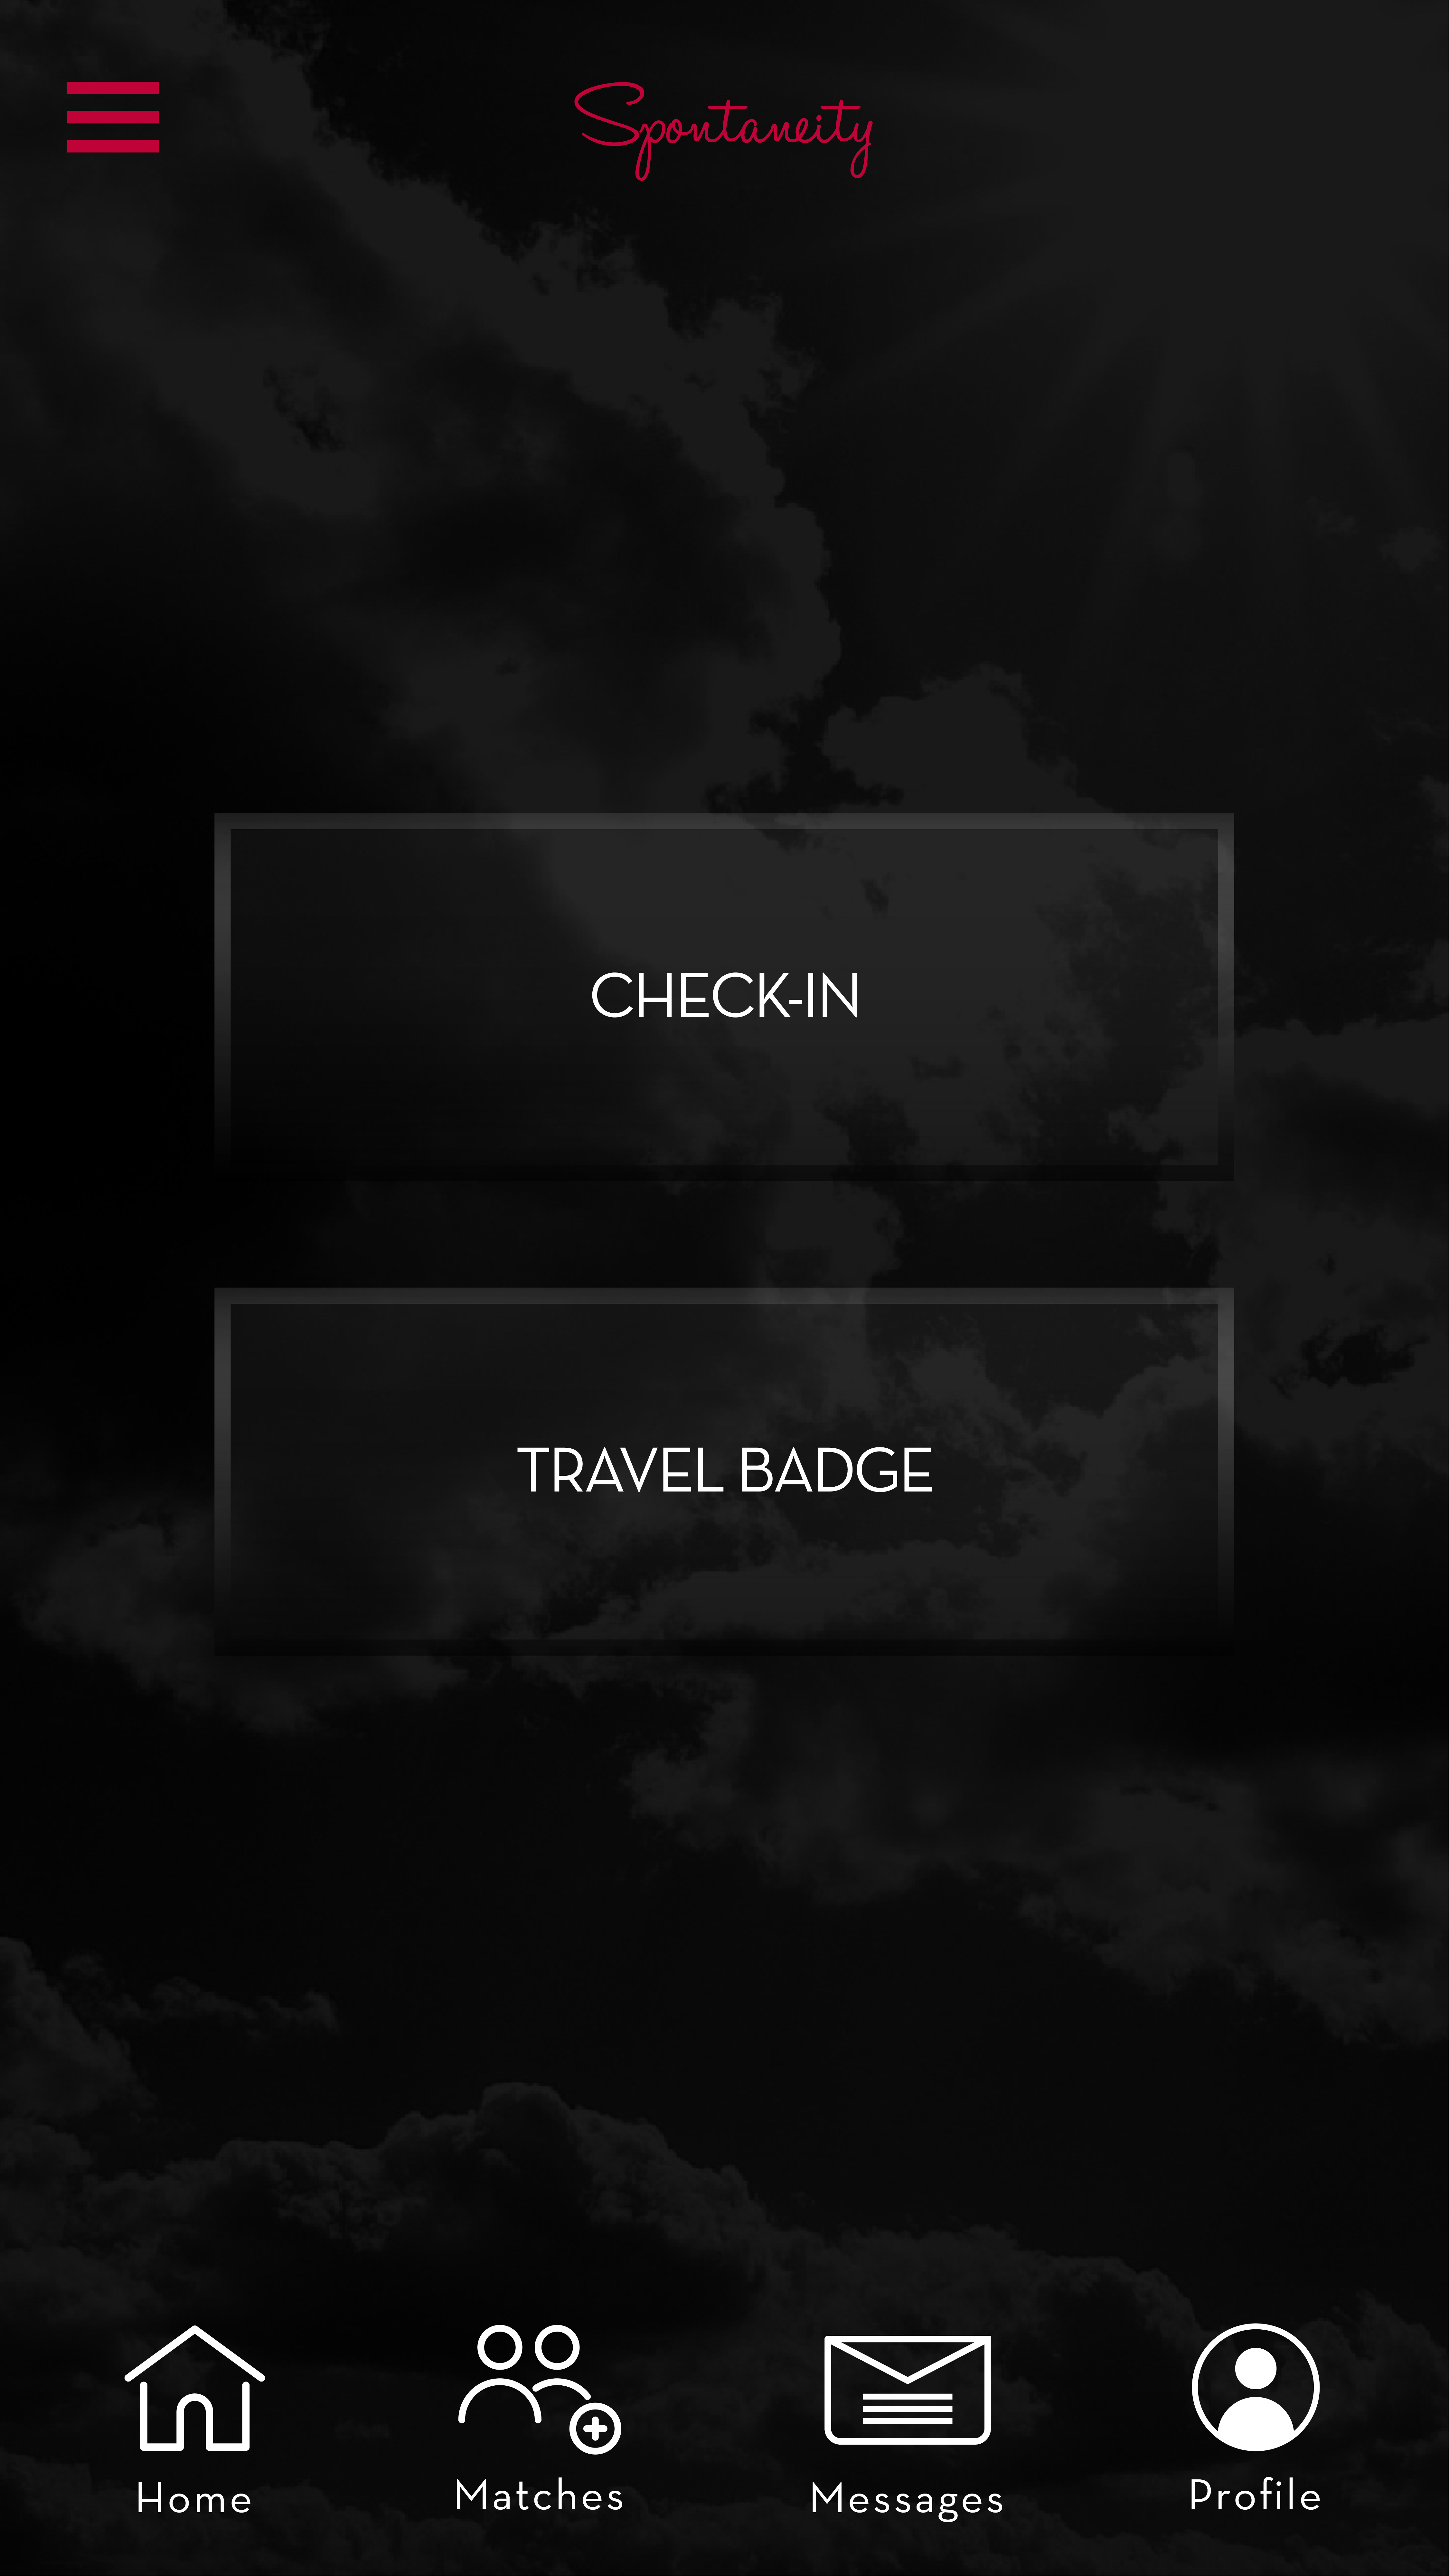 Spontaneity
CHECK-IN
TRAVEL BADGE
Home
Matches
Messages
Profile